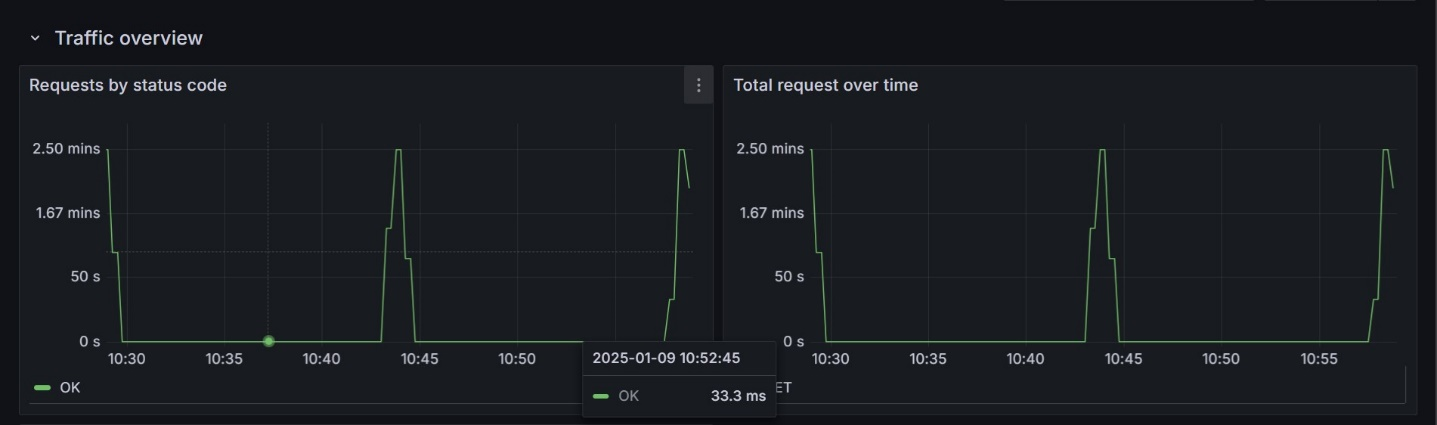 Traffic overview
Requests by status code
2.50 mins
1.67 mins
50 s
0 s
10:30 10:35 10:40 10:45 10:50
OK
2025-01-09 10:52:45
OK 33.3 ms
Total request over time
2.50 mins
1.67 mins
50 s
0 s
10:30 10:35 10:40 10:45 10:50 10:55
ET